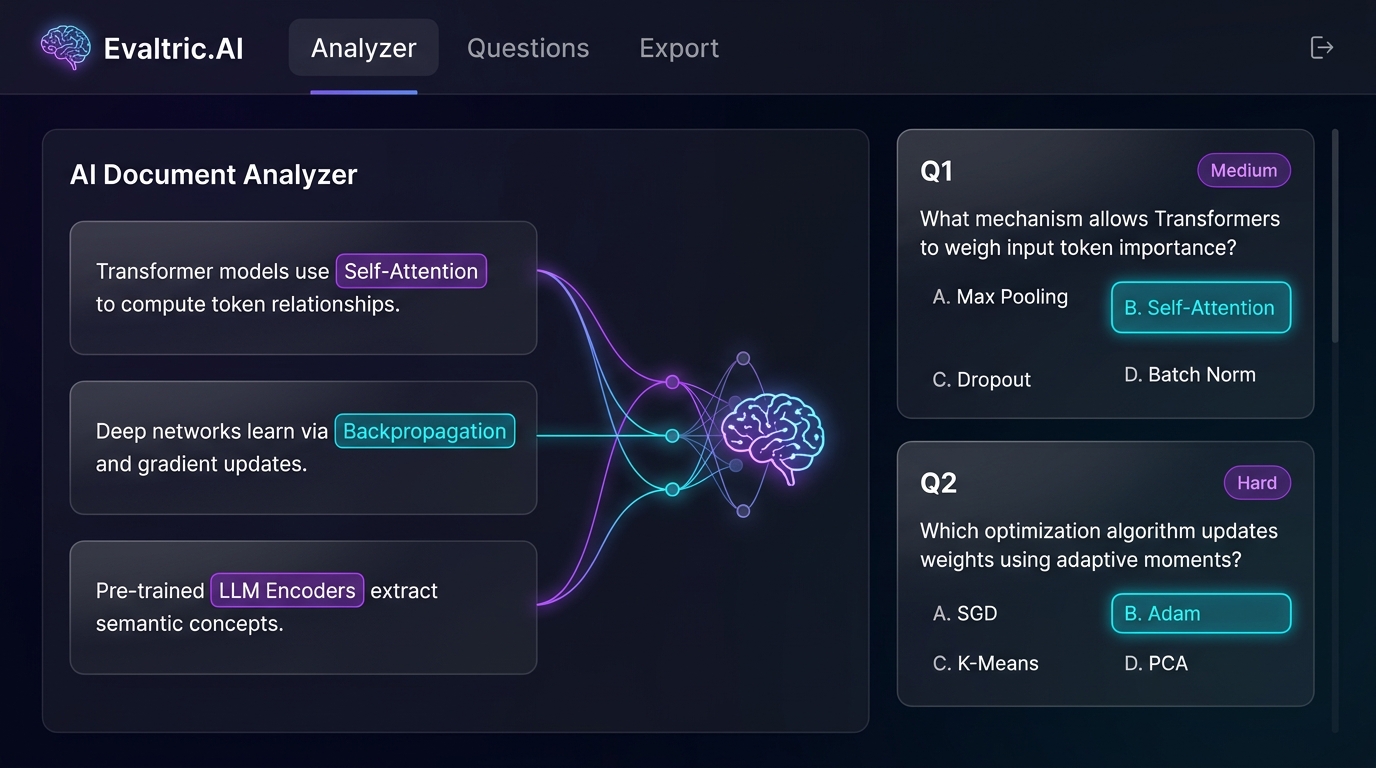 Evaltric.AI
Analyzer
Questions
Export
AI Document Analyzer
Transformer models use Self-Attention
to compute token relationships.
Deep networks learn via Backpropagation
and gradient updates.
Pre-trained LLM Encoders extract
semantic concepts.
Q1
Medium
What mechanism allows Transformers
to weigh input token importance?
A. Max Pooling
B. Self-Attention
C. Dropout
D. Batch Norm
Q2
Hard
Which optimization algorithm updates
weights using adaptive moments?
A. SGD
B. Adam
C. K-Means
D. PCA